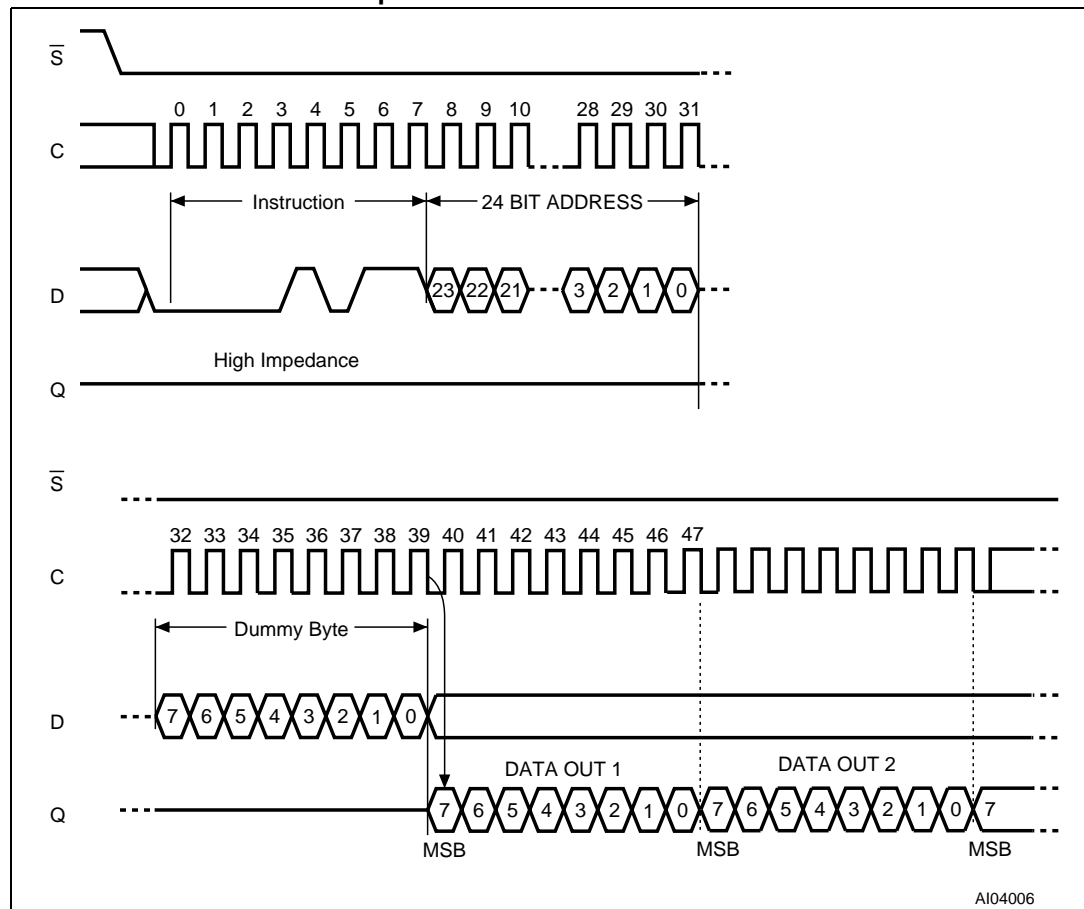 S
0 1 2 3 4 5 6 7 8 9 10 28 29 30 31
C
Instruction 24 BIT ADDRESS
D 23 22 21 3 2 1 0
High Impedance
Q
S
32 33 34 35 36 37 38 39 40 41 42 43 44 45 46 47
C
Dummy Byte
D 7 6 5 4 3 2 1 0
DATA OUT 1 DATA OUT 2
Q 7 6 5 4 3 2 1 0 7 6 5 4 3 2 1 0 7
MSB MSB MSB
AI04006